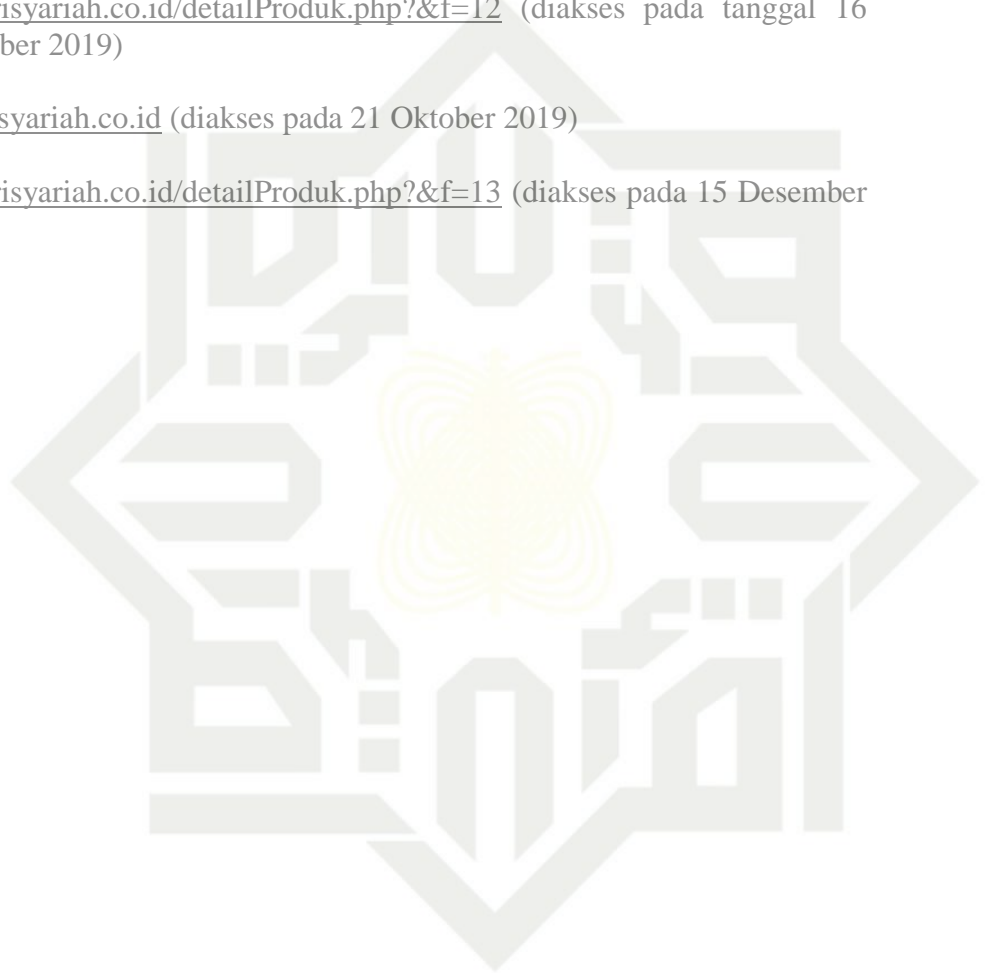 risyariah.co.id/detailProduk.php?&f=12 (diakses pada tanggal 16
ber 2019)
syariah.co.id (diakses pada 21 Oktober 2019)
risyariah.co.id/detailProduk.php?&f=13 (diakses pada 15 Desember